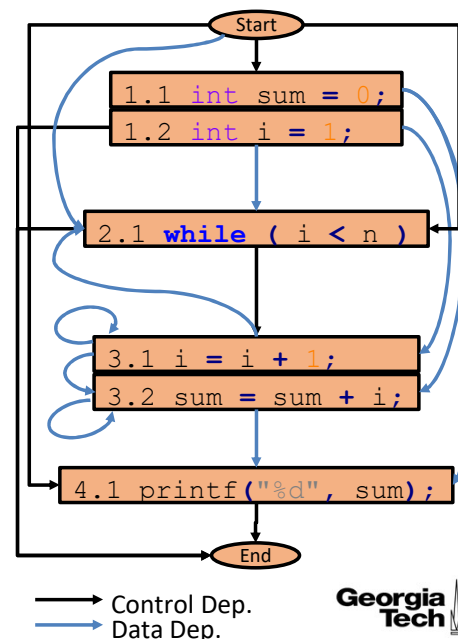 Start
1.1 int sum = 0;
1.2 int i = 1;
2.1 while ( i < n )
3.1 i = i + 1;
3.2 sum = sum + i;
4.1 printf("%d", sum);
End
Control Dep.
Data Dep.
Georgia
Tech